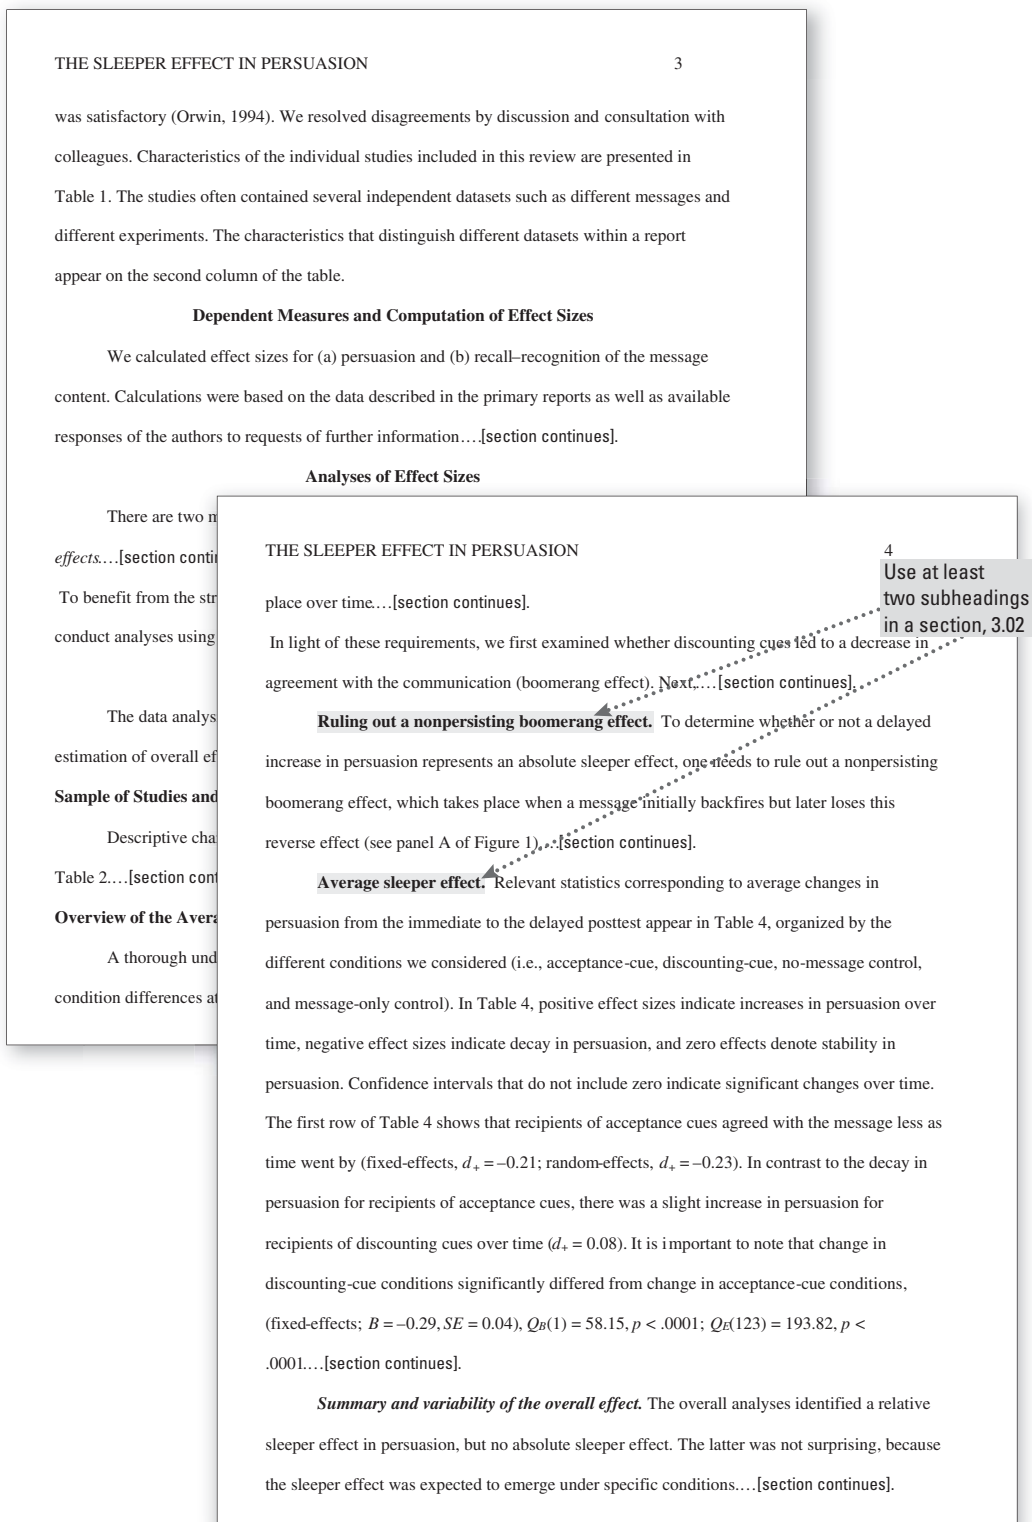 THE SLEEPER EFFECT IN PERSUASION 3
was satisfactory (Orwin, 1994). We resolved disagreements by discussion and consultation with
colleagues. Characteristics of the individual studies included in this review are presented in
Table 1. The studies often contained several independent datasets such as different messages and
different experiments. The characteristics that distinguish different datasets within a report
appear on the second column of the table.
Dependent Measures and Computation of Effect Sizes
We calculated effect sizes for (a) persuasion and (b) recall–recognition of the message
content. Calculations were based on the data described in the primary reports as well as available
responses of the authors to requests of further information.…[section continues].
Analyses of Effect Sizes
There are two
effects.…[section
To benefit from the
conduct analyses using
The data
estimation of overall
Sample of Studies and
Descriptive
Table 2.…[section
Overview of the
A thorough
condition differences
THE SLEEPER EFFECT IN PERSUASION 4
Use at least
two subheadings
in a section, 3.02
place over time.…[section continues].
In light of these requirements, we first examined whether discounting cues led to a decrease in
agreement with the communication (boomerang effect). Next,.…[section continues].
Ruling out a nonpersisting boomerang effect. To determine whether or not a delayed
increase in persuasion represents an absolute sleeper effect, one needs to rule out a nonpersisting
boomerang effect, which takes place when a message initially backfires but later loses this
reverse effect (see panel A of Figure 1).…[section continues].
Average sleeper effect. Relevant statistics corresponding to average changes in
persuasion from the immediate to the delayed posttest appear in Table 4, organized by the
different conditions we considered (i.e., acceptance-cue, discounting-cue, no-message control,
and message-only control). In Table 4, positive effect sizes indicate increases in persuasion over
time, negative effect sizes indicate decay in persuasion, and zero effects denote stability in
persuasion. Confidence intervals that do not include zero indicate significant changes over time.
The first row of Table 4 shows that recipients of acceptance cues agreed with the message less as
time went by (fixed-effects, d+ = –0.21; random-effects, d+ = –0.23). In contrast to the decay in
persuasion for recipients of acceptance cues, there was a slight increase in persuasion for
recipients of discounting cues over time (d+ = 0.08). It is important to note that change in
discounting-cue conditions significantly differed from change in acceptance-cue conditions,
(fixed-effects; B = –0.29, SE = 0.04), QB(1) = 58.15, p < .0001; QE(123) = 193.82, p <
.0001.…[section continues].
Summary and variability of the overall effect. The overall analyses identified a relative
sleeper effect in persuasion, but no absolute sleeper effect. The latter was not surprising, because
the sleeper effect was expected to emerge under specific conditions.…[section continues].